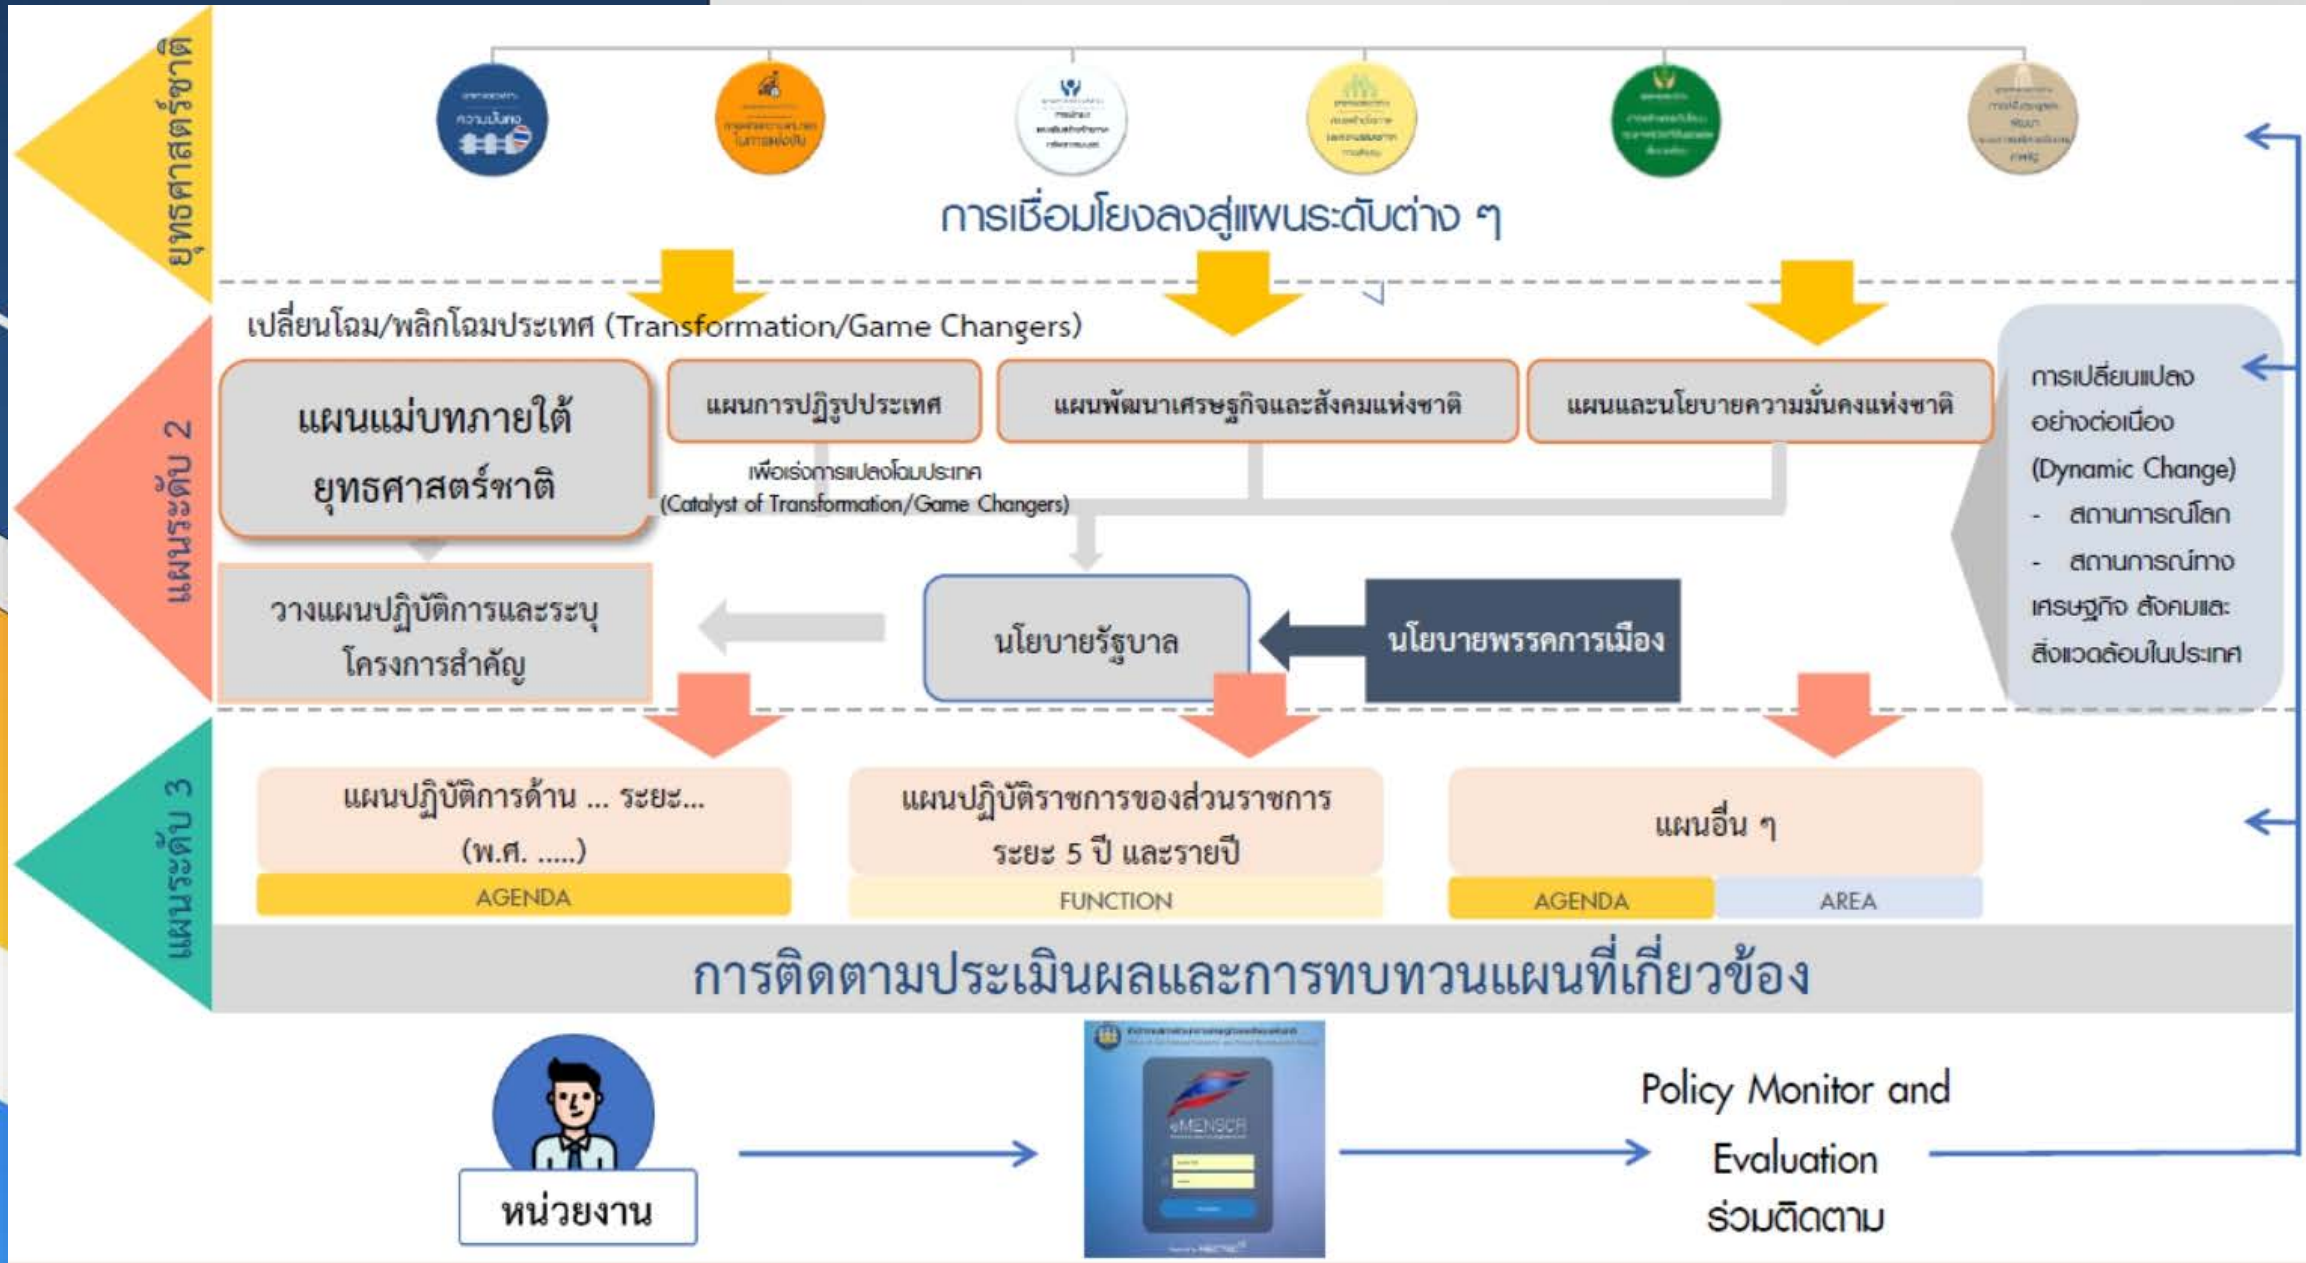 ยุทธศาสตร์ชาติ
ความมั่นคง
ในการแข่งขัน
การเชื่อมโยงลงสู่แผนระดับต่าง ๆ
แผนระดับ 2
เปลี่ยนโฉม/พลิกโฉมประเทศ (Transformation/Game Changers)
แผนแม่บทภายใต้
ยุทธศาสตร์ชาติ
แผนการปฏิรูปประเทศ
แผนพัฒนาเศรษฐกิจและสังคมแห่งชาติ
แผนและนโยบายความมั่นคงแห่งชาติ
เพื่อเร่งการแปลงโฉมประเทศ
(Catalyst of Transformation/Game Changers)
การเปลี่ยนแปลง
อย่างต่อเนื่อง
(Dynamic Change)
- สถานการณ์โลก
- สถานการณ์ทาง
เศรษฐกิจ สังคมและ
สิ่งแวดล้อมในประเทศ
วางแผนปฏิบัติการและระบุ
โครงการสำคัญ
นโยบายรัฐบาล
นโยบายพรรคการเมือง
แผนระดับ 3
แผนปฏิบัติการด้าน ... ระยะ...
(พ.ศ. .....)
AGENDA
แผนปฏิบัติราชการของส่วนราชการ
ระยะ 5 ปี และรายปี
FUNCTION
แผนอื่น ๆ
AGENDA
AREA
การติดตามประเมินผลและการทบทวนแผนที่เกี่ยวข้อง
หน่วยงาน
eMENSCR
Policy Monitor and
Evaluation
ร่วมติดตาม